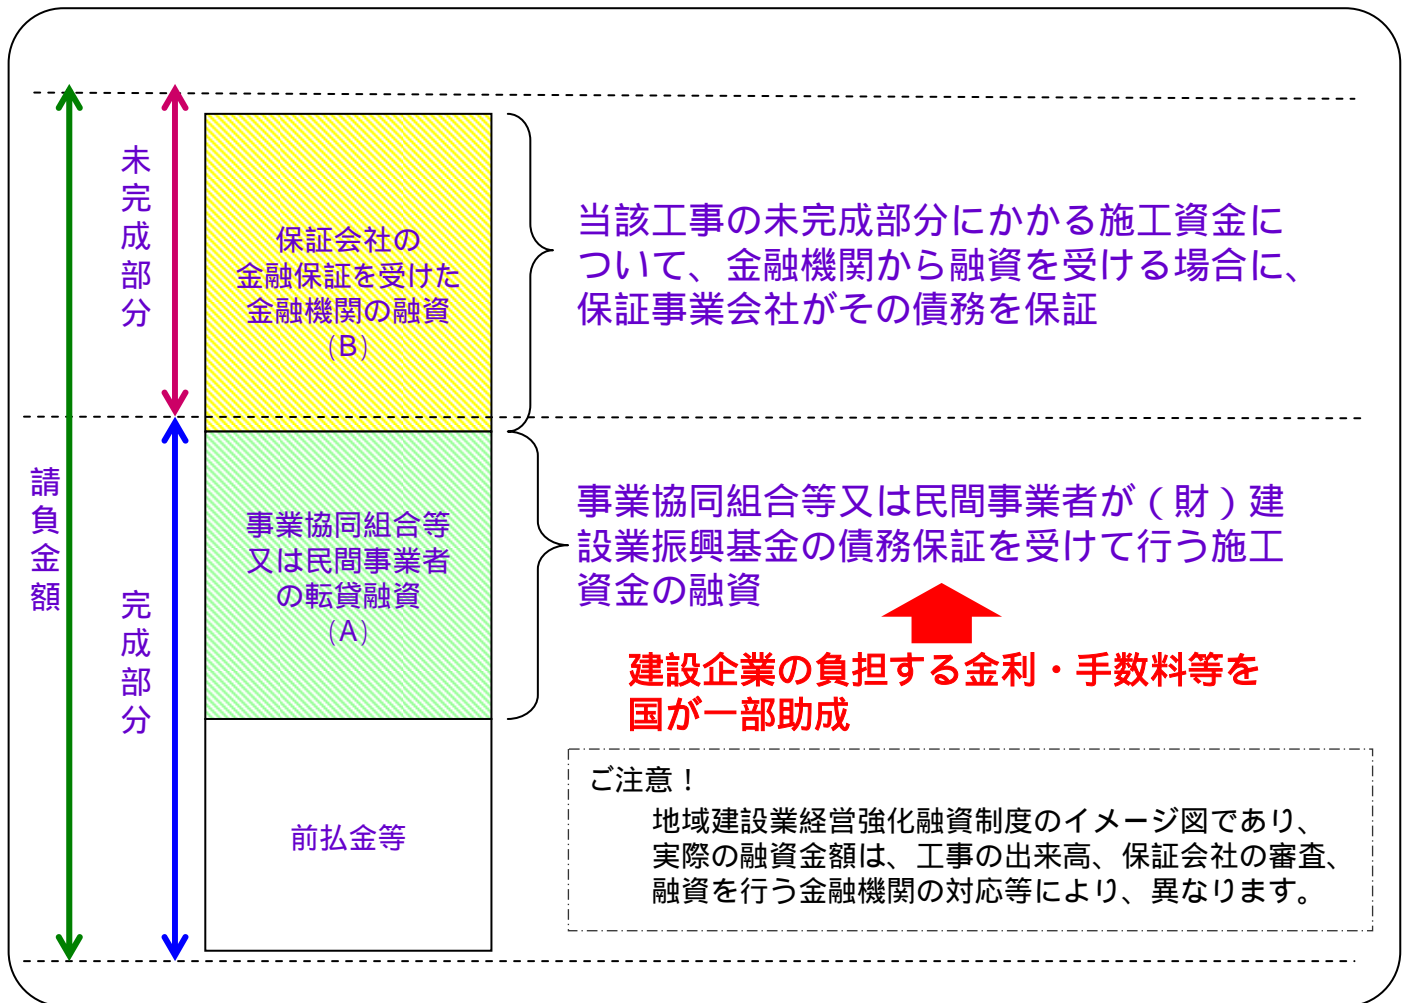 請負金額
未完成部分
保証会社の
金融保証を受けた
金融機関の融資
(B)
当該工事の未完成部分にかかる施工資金に
ついて、金融機関から融資を受ける場合に、
保証事業会社がその債務を保証
完成部分
事業協同組合等
又は民間事業者
の転貸融資
(A)
事業協同組合等又は民間事業者が(財)建
設業振興基金の債務保証を受けて行う施工
資金の融資
建設企業の負担する金利・手数料等を
国が一部助成
前払金等
ご注意!
地域建設業経営強化融資制度のイメージ図であり、
実際の融資金額は、工事の出来高、保証会社の審査、
融資を行う金融機関の対応等により、異なります。